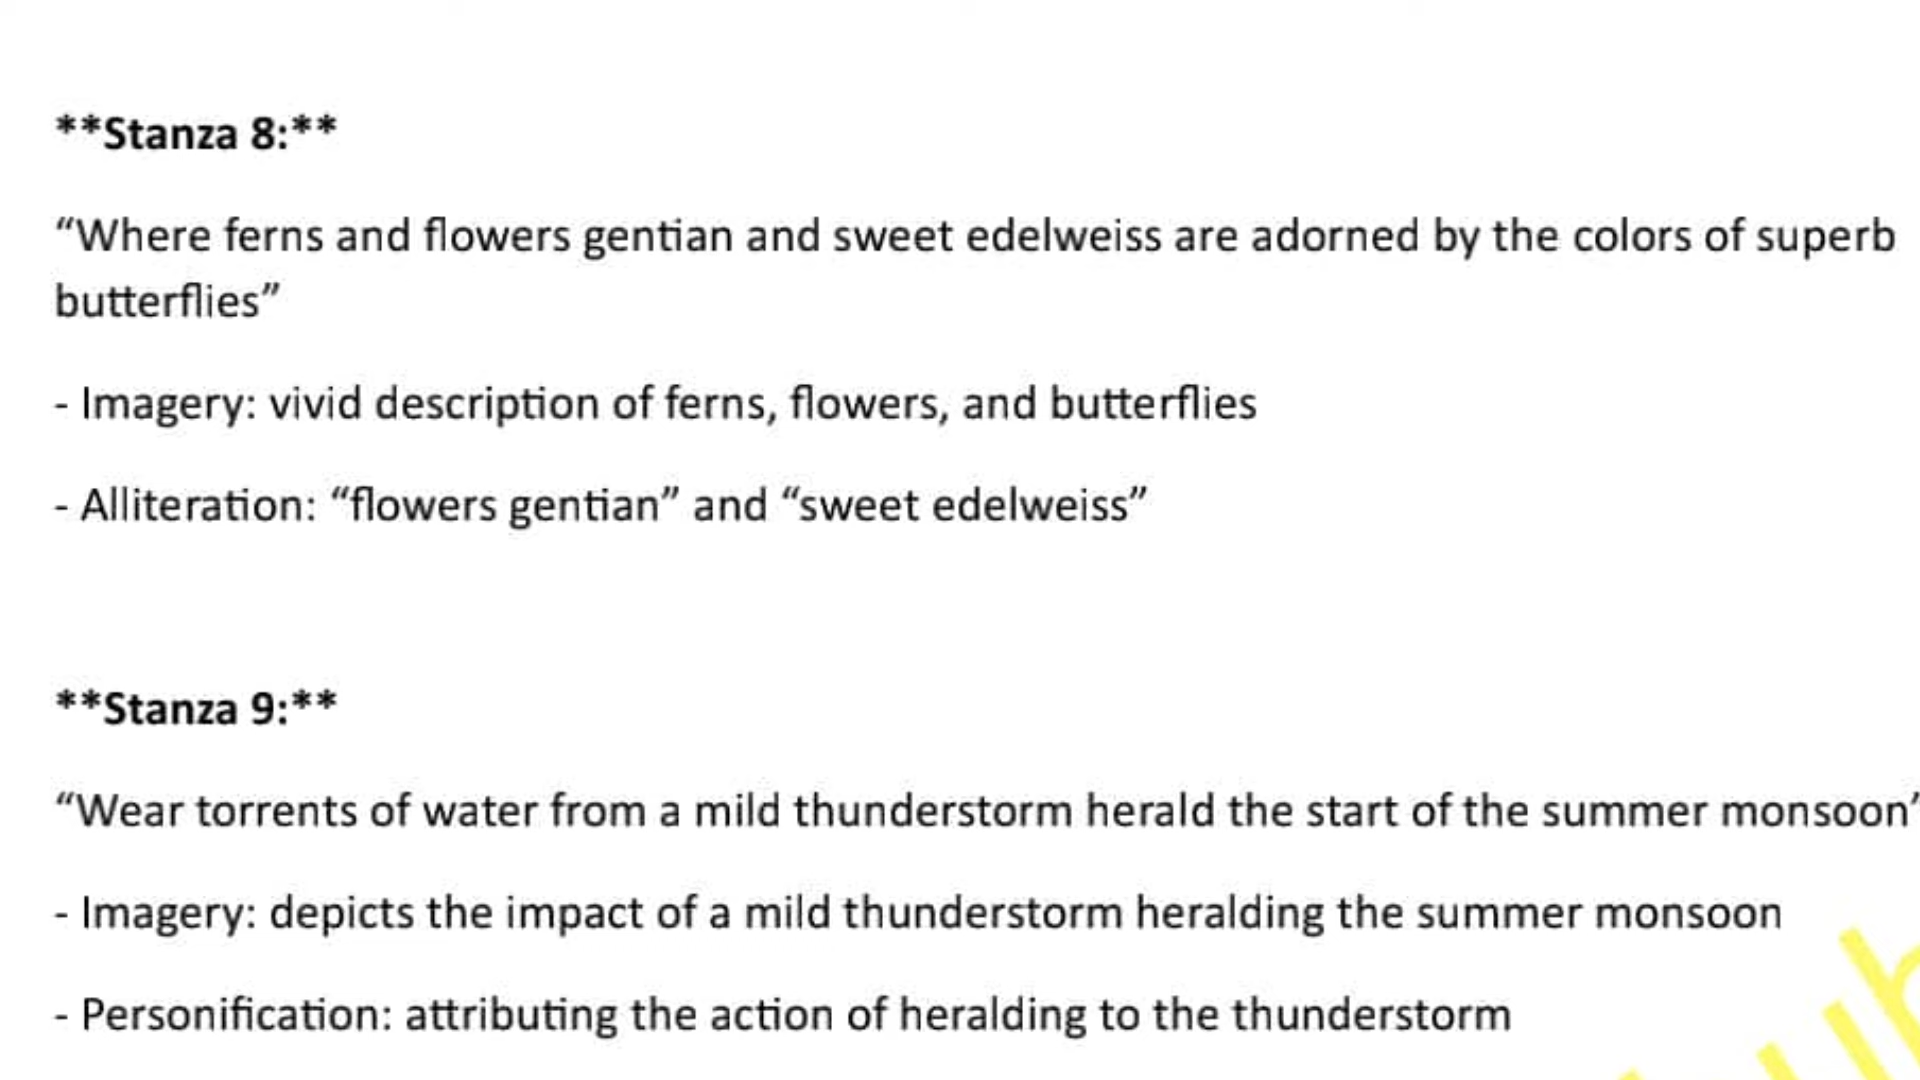 **Stanza 8:**
“Where ferns and flowers gentian and sweet edelweiss are adorned by the colors of superb
butterflies”
- Imagery: vivid description of ferns, flowers, and butterflies
- Alliteration: “flowers gentian” and “sweet edelweiss”
**Stanza 9:**
“Wear torrents of water from a mild thunderstorm herald the start of the summer monsoon”
- Imagery: depicts the impact of a mild thunderstorm heralding the summer monsoon
- Personification: attributing the action of heralding to the thunderstorm